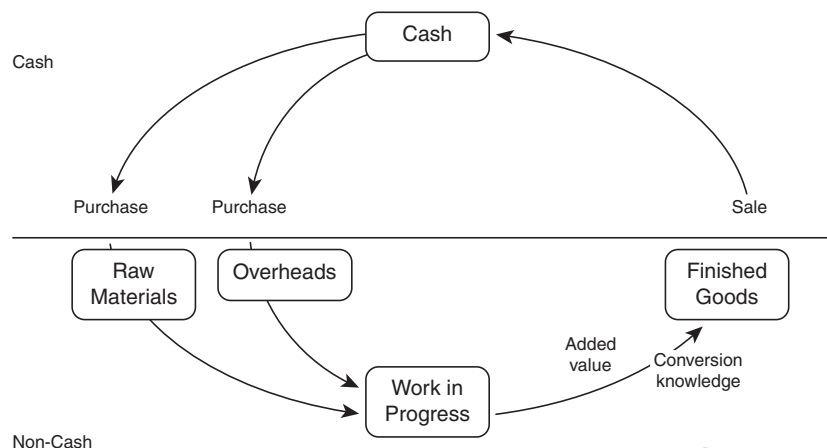 Cash
Cash
Purchase
Purchase
Sale
Raw
Materials
Overheads
Finished
Goods
Added
value
Conversion
knowledge
Work in
Progress
Non-Cash